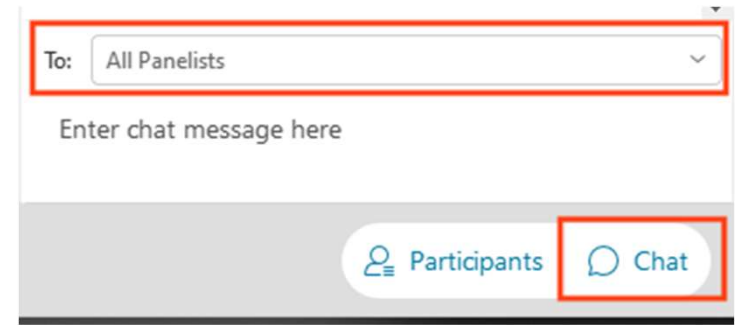 To: All Panelists
Enter chat message here
Participants Chat